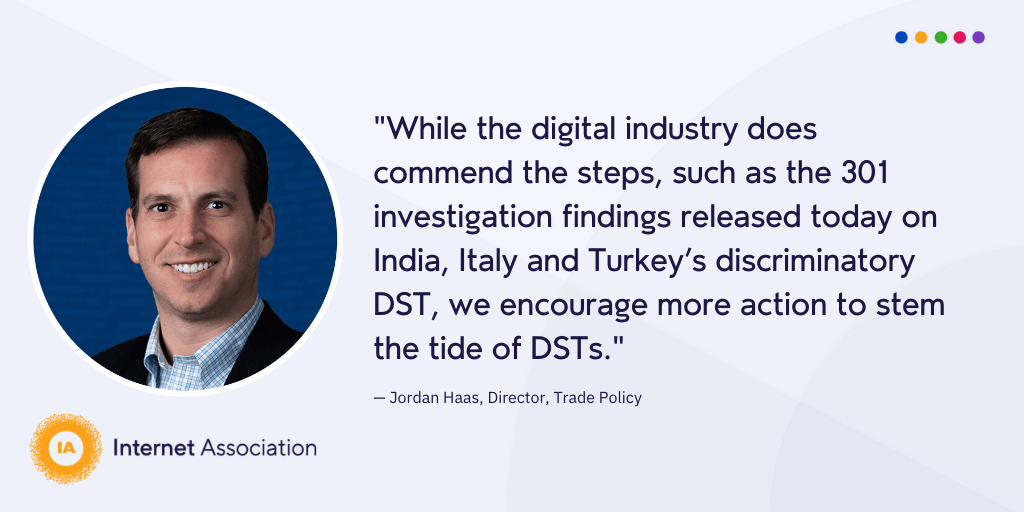 "While the digital industry does
commend the steps, such as the 301
investigation findings released today on
India, Italy and Turkey’s discriminatory
DST, we encourage more action to stem
the tide of DSTs."
— Jordan Haas, Director, Trade Policy
IA
Internet Association